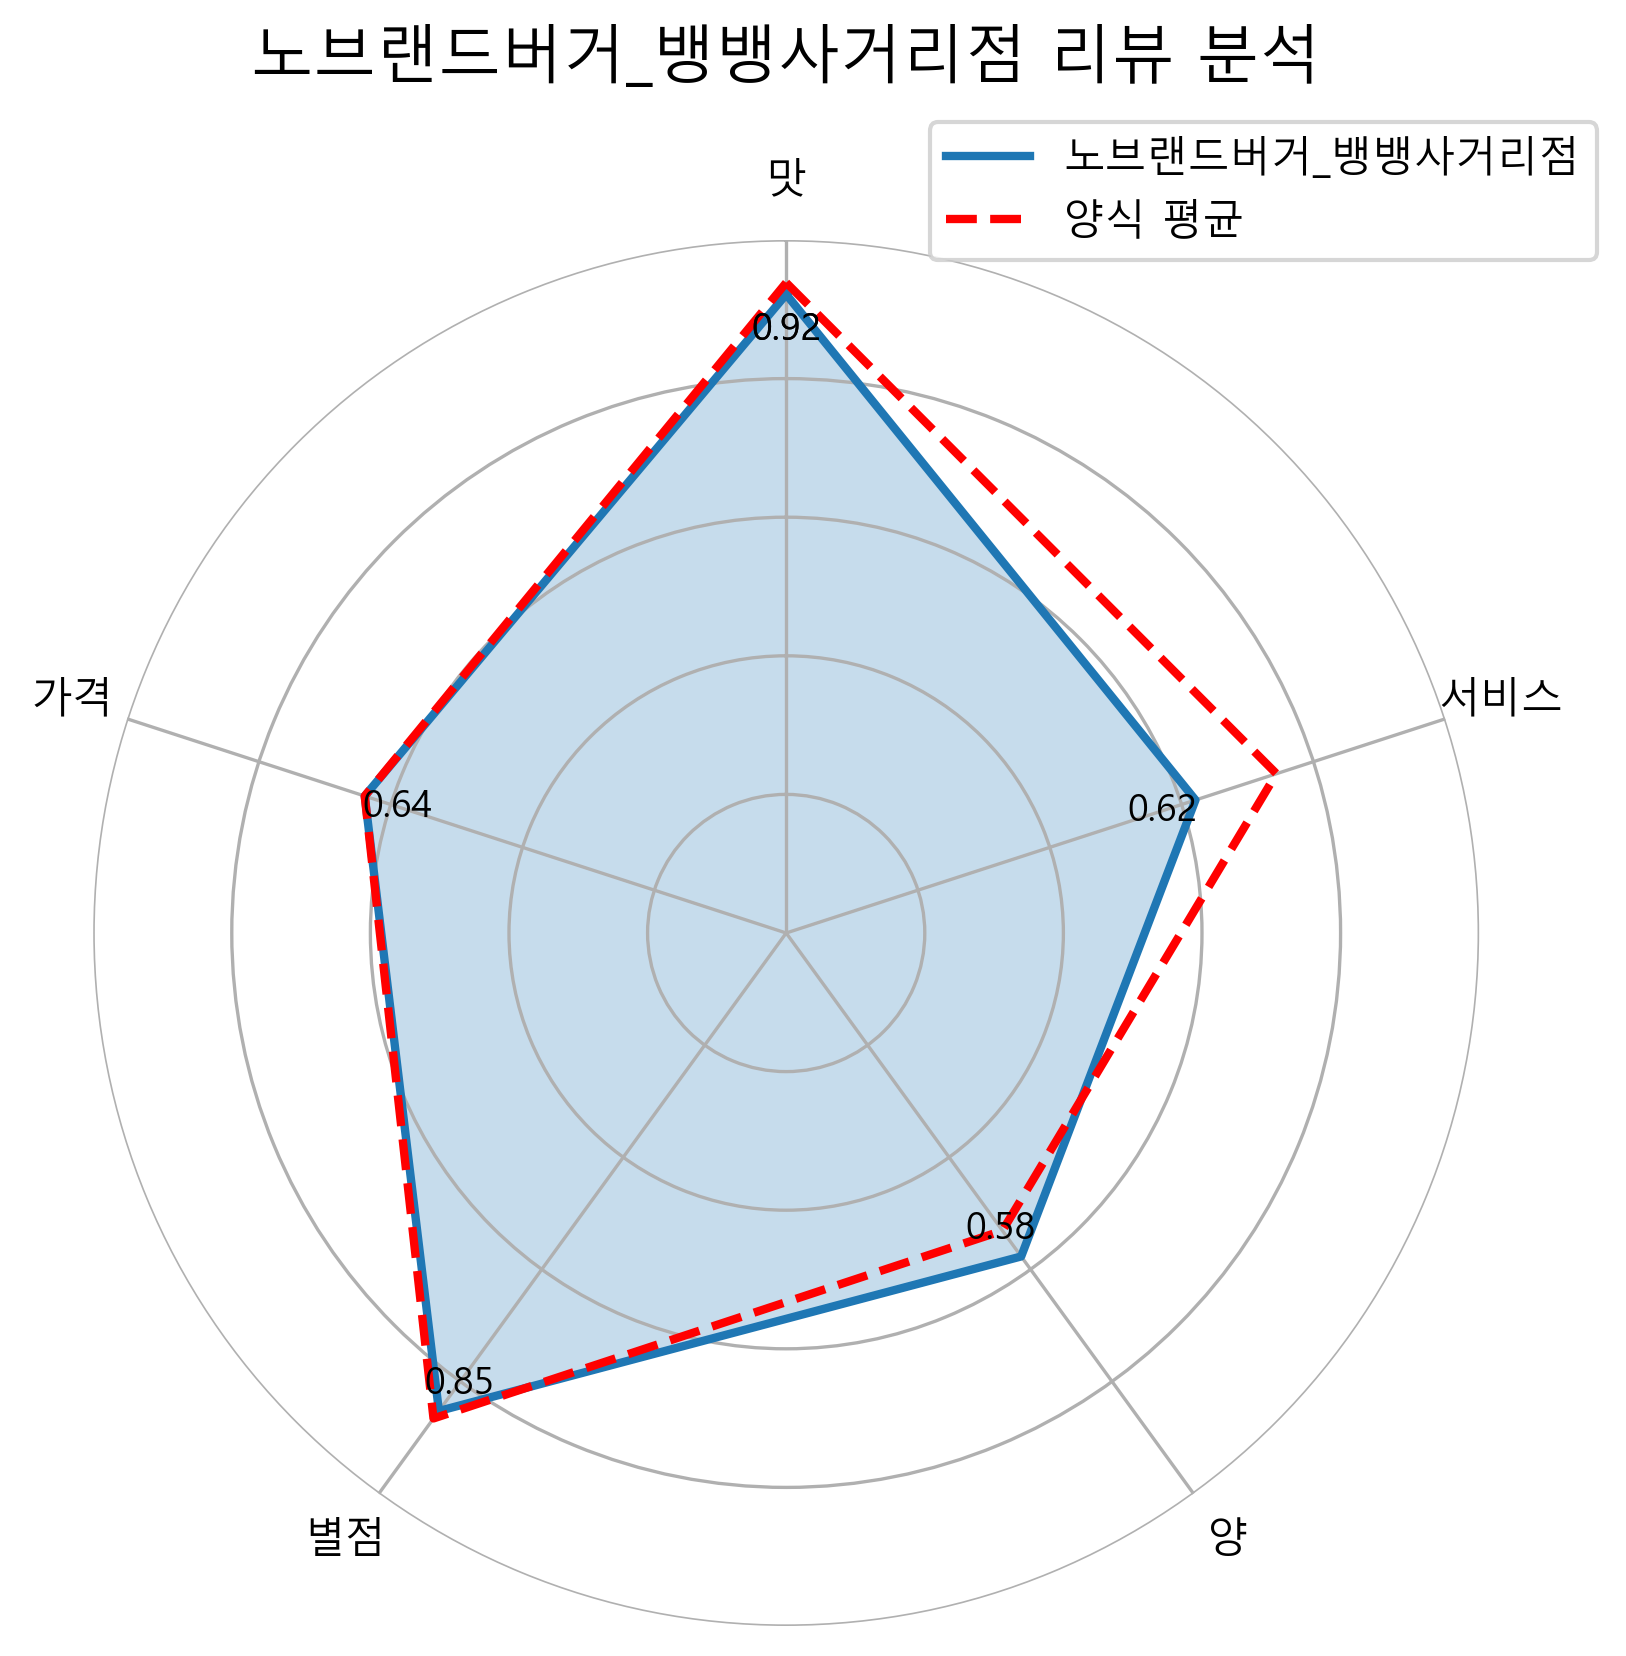 노브랜드버거_뱅뱅사거리점 리뷰 분석
노브랜드버거_뱅뱅사거리점
양식 평균
맛
0.92
가격
서비스
0.64
0.62
0.58
0.85
별점
양